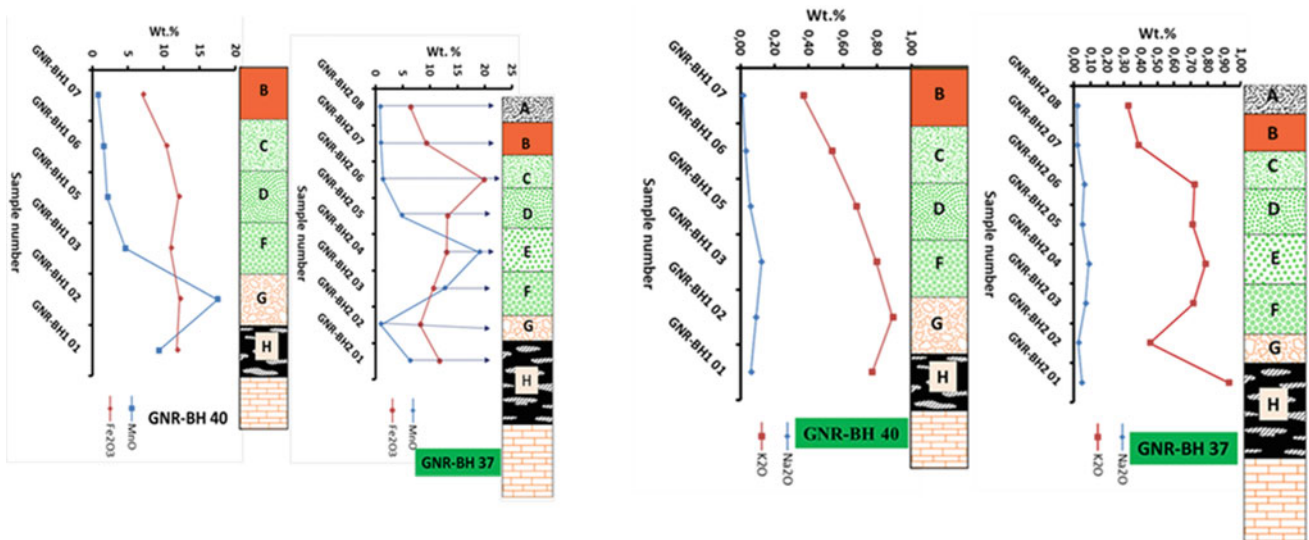 Wt.%
0 5 10 15 20
GNR-BH1 07
GNR-BH1 06
GNR-BH1 05
GNR-BH1 03
GNR-BH1 02
GNR-BH1 01
Sample number
B
C
D
F
G
H
Fe2O3
MnO
GNR-BH 40
Wt. %
0 5 10 15 20 25
GNR-BH2 08
GNR-BH2 07
GNR-BH2 06
GNR-BH2 05
GNR-BH2 04
GNR-BH2 03
GNR-BH2 02
GNR-BH2 01
Sample number
A
B
C
D
E
F
G
H
Fe2O3
MnO
GNR-BH 37
Wt.%
0,00 0,20 0,40 0,60 0,80 1,00
GNR-BH1 07
GNR-BH1 06
GNR-BH1 05
GNR-BH1 03
GNR-BH1 02
GNR-BH1 01
Sample number
B
C
D
F
G
H
K2O
Na2O
GNR-BH 40
Wt.%
0,00 0,10 0,20 0,30 0,40 0,50 0,60 0,70 0,80 0,90 1,00
GNR-BH2 08
GNR-BH2 07
GNR-BH2 06
GNR-BH2 05
GNR-BH2 04
GNR-BH2 03
GNR-BH2 02
GNR-BH2 01
Sample number
A
B
C
D
E
F
G
H
K2O
Na2O
GNR-BH 37